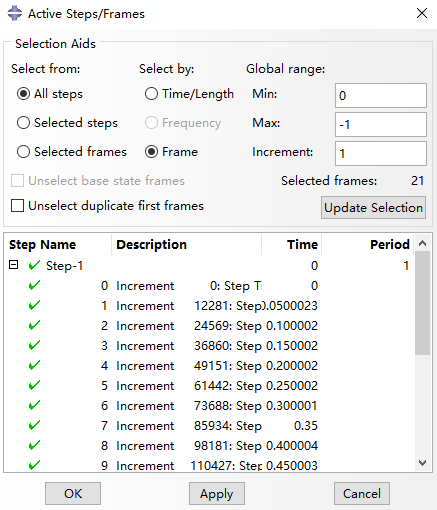 Active Steps/Frames
Selection Aids
Select from: Select by: Global range:
All steps Time/Length Min: 0
Selected steps Frequency Max: -1
Selected frames Frame Increment: 1
Unselect base state frames Selected frames: 21
Unselect duplicate first frames Update Selection
Step Name Description Time Period
Step-1 0 1
0 Increment 0: Step Ti 0
1 Increment 12281: Step 0.0500023
2 Increment 24569: Step 0.100002
3 Increment 36860: Step 0.150002
4 Increment 49151: Step 0.200002
5 Increment 61442: Step 0.250002
6 Increment 73688: Step 0.300001
7 Increment 85934: Step 0.35
8 Increment 98181: Step 0.400004
9 Increment 110427: Step 0.450003
OK Apply Cancel